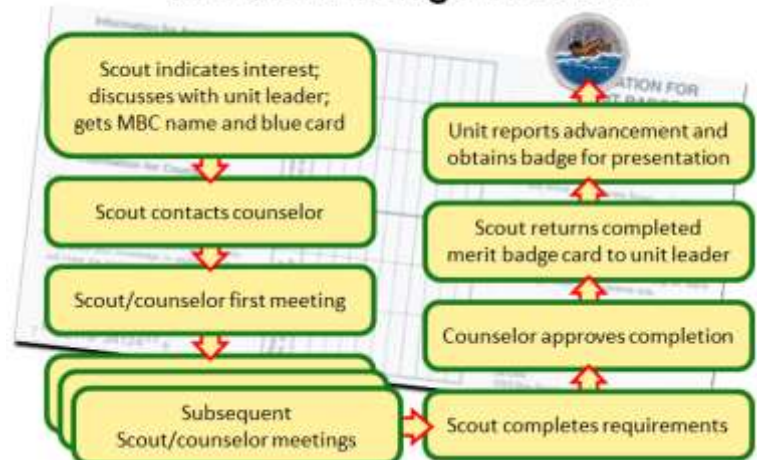 Scout indicates interest;
discusses with unit leader;
gets MBC name and blue card
Scout contacts counselor
Scout/counselor first meeting
Subsequent
Scout/counselor meetings
Scout completes requirements
Counselor approves completion
Scout returns completed
merit badge card to unit leader
Unit reports advancement and
obtains badge for presentation